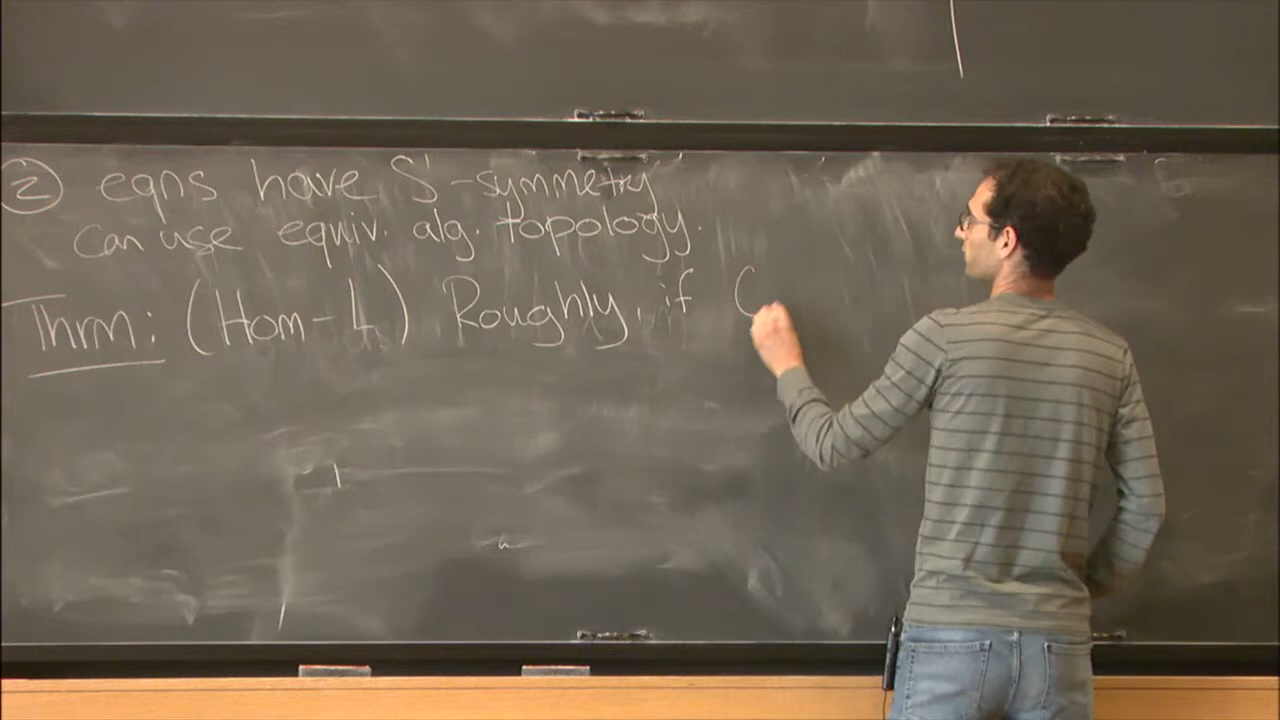 ② eqns have S¹-symmetry
can use equiv. alg. topology.
Thrm: (Hom-L) Roughly, if (